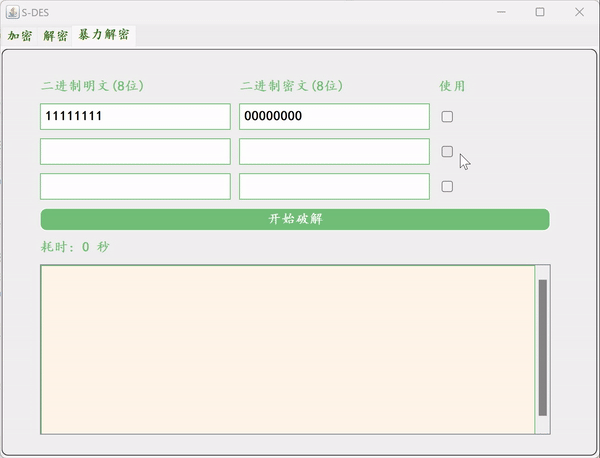 S-DES
加密 解密 暴力解密
二进制明文(8位) 二进制密文(8位) 使用
11111111 00000000
开始破解
耗时: 0 秒